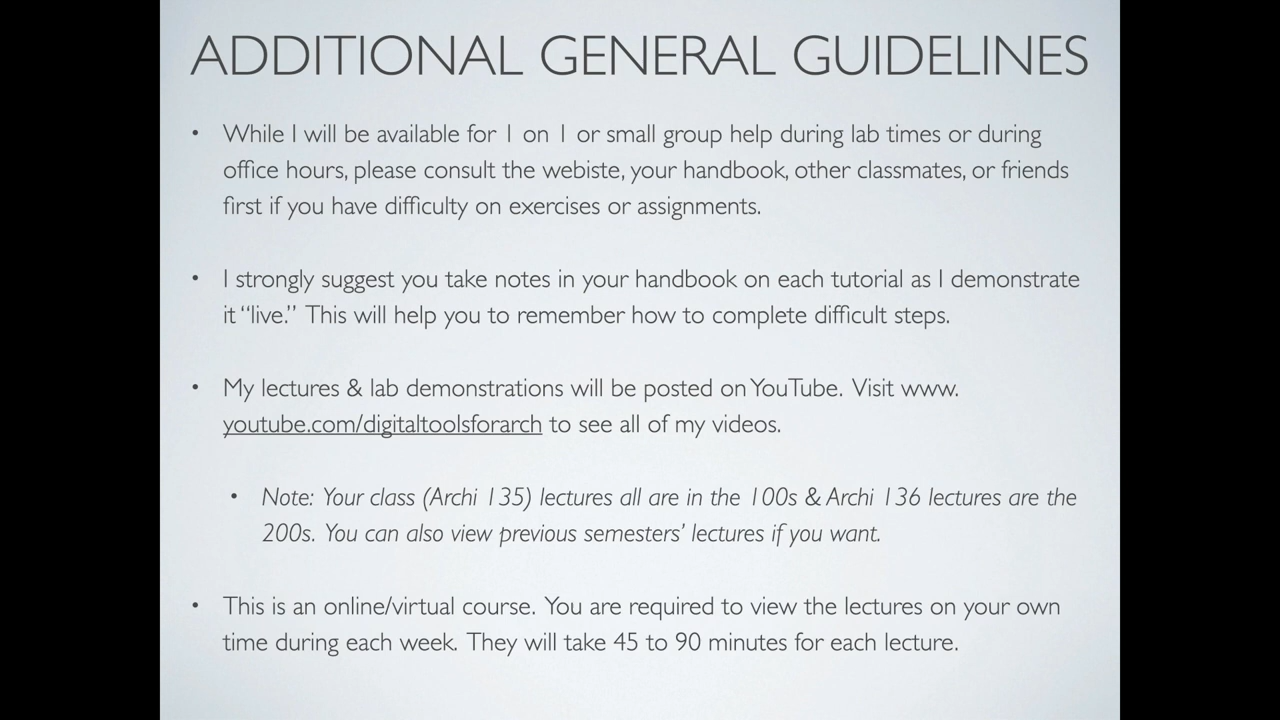 ADDITIONAL GENERAL GUIDELINES
• While I will be available for 1 on 1 or small group help during lab times or during
office hours, please consult the webiste, your handbook, other classmates, or friends
first if you have difficulty on exercises or assignments.
• I strongly suggest you take notes in your handbook on each tutorial as I demonstrate
it “live.” This will help you to remember how to complete difficult steps.
• My lectures & lab demonstrations will be posted on YouTube. Visit www.
youtube.com/digitaltoolsforarch to see all of my videos.
• Note: Your class (Archi 135) lectures all are in the 100s & Archi 136 lectures are the
200s. You can also view previous semesters’ lectures if you want.
• This is an online/virtual course. You are required to view the lectures on your own
time during each week. They will take 45 to 90 minutes for each lecture.